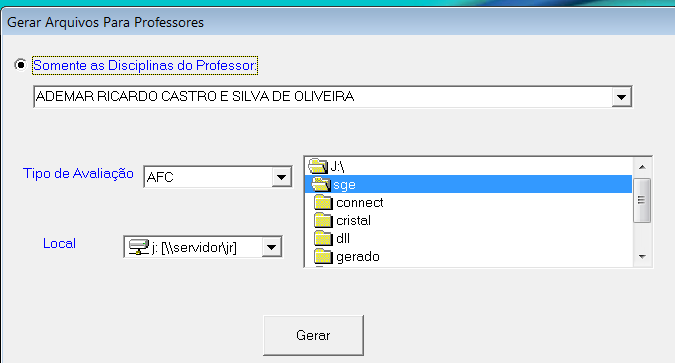 Gerar Arquivos Para Professores
Somente as Disciplinas do Professor:
ADEMAR RICARDO CASTRO E SILVA DE OLIVEIRA
Tipo de Avaliação
AFC
J:\
sge
connect
cristal
dll
gerado
Local
j: [\\servidor\jr]
Gerar